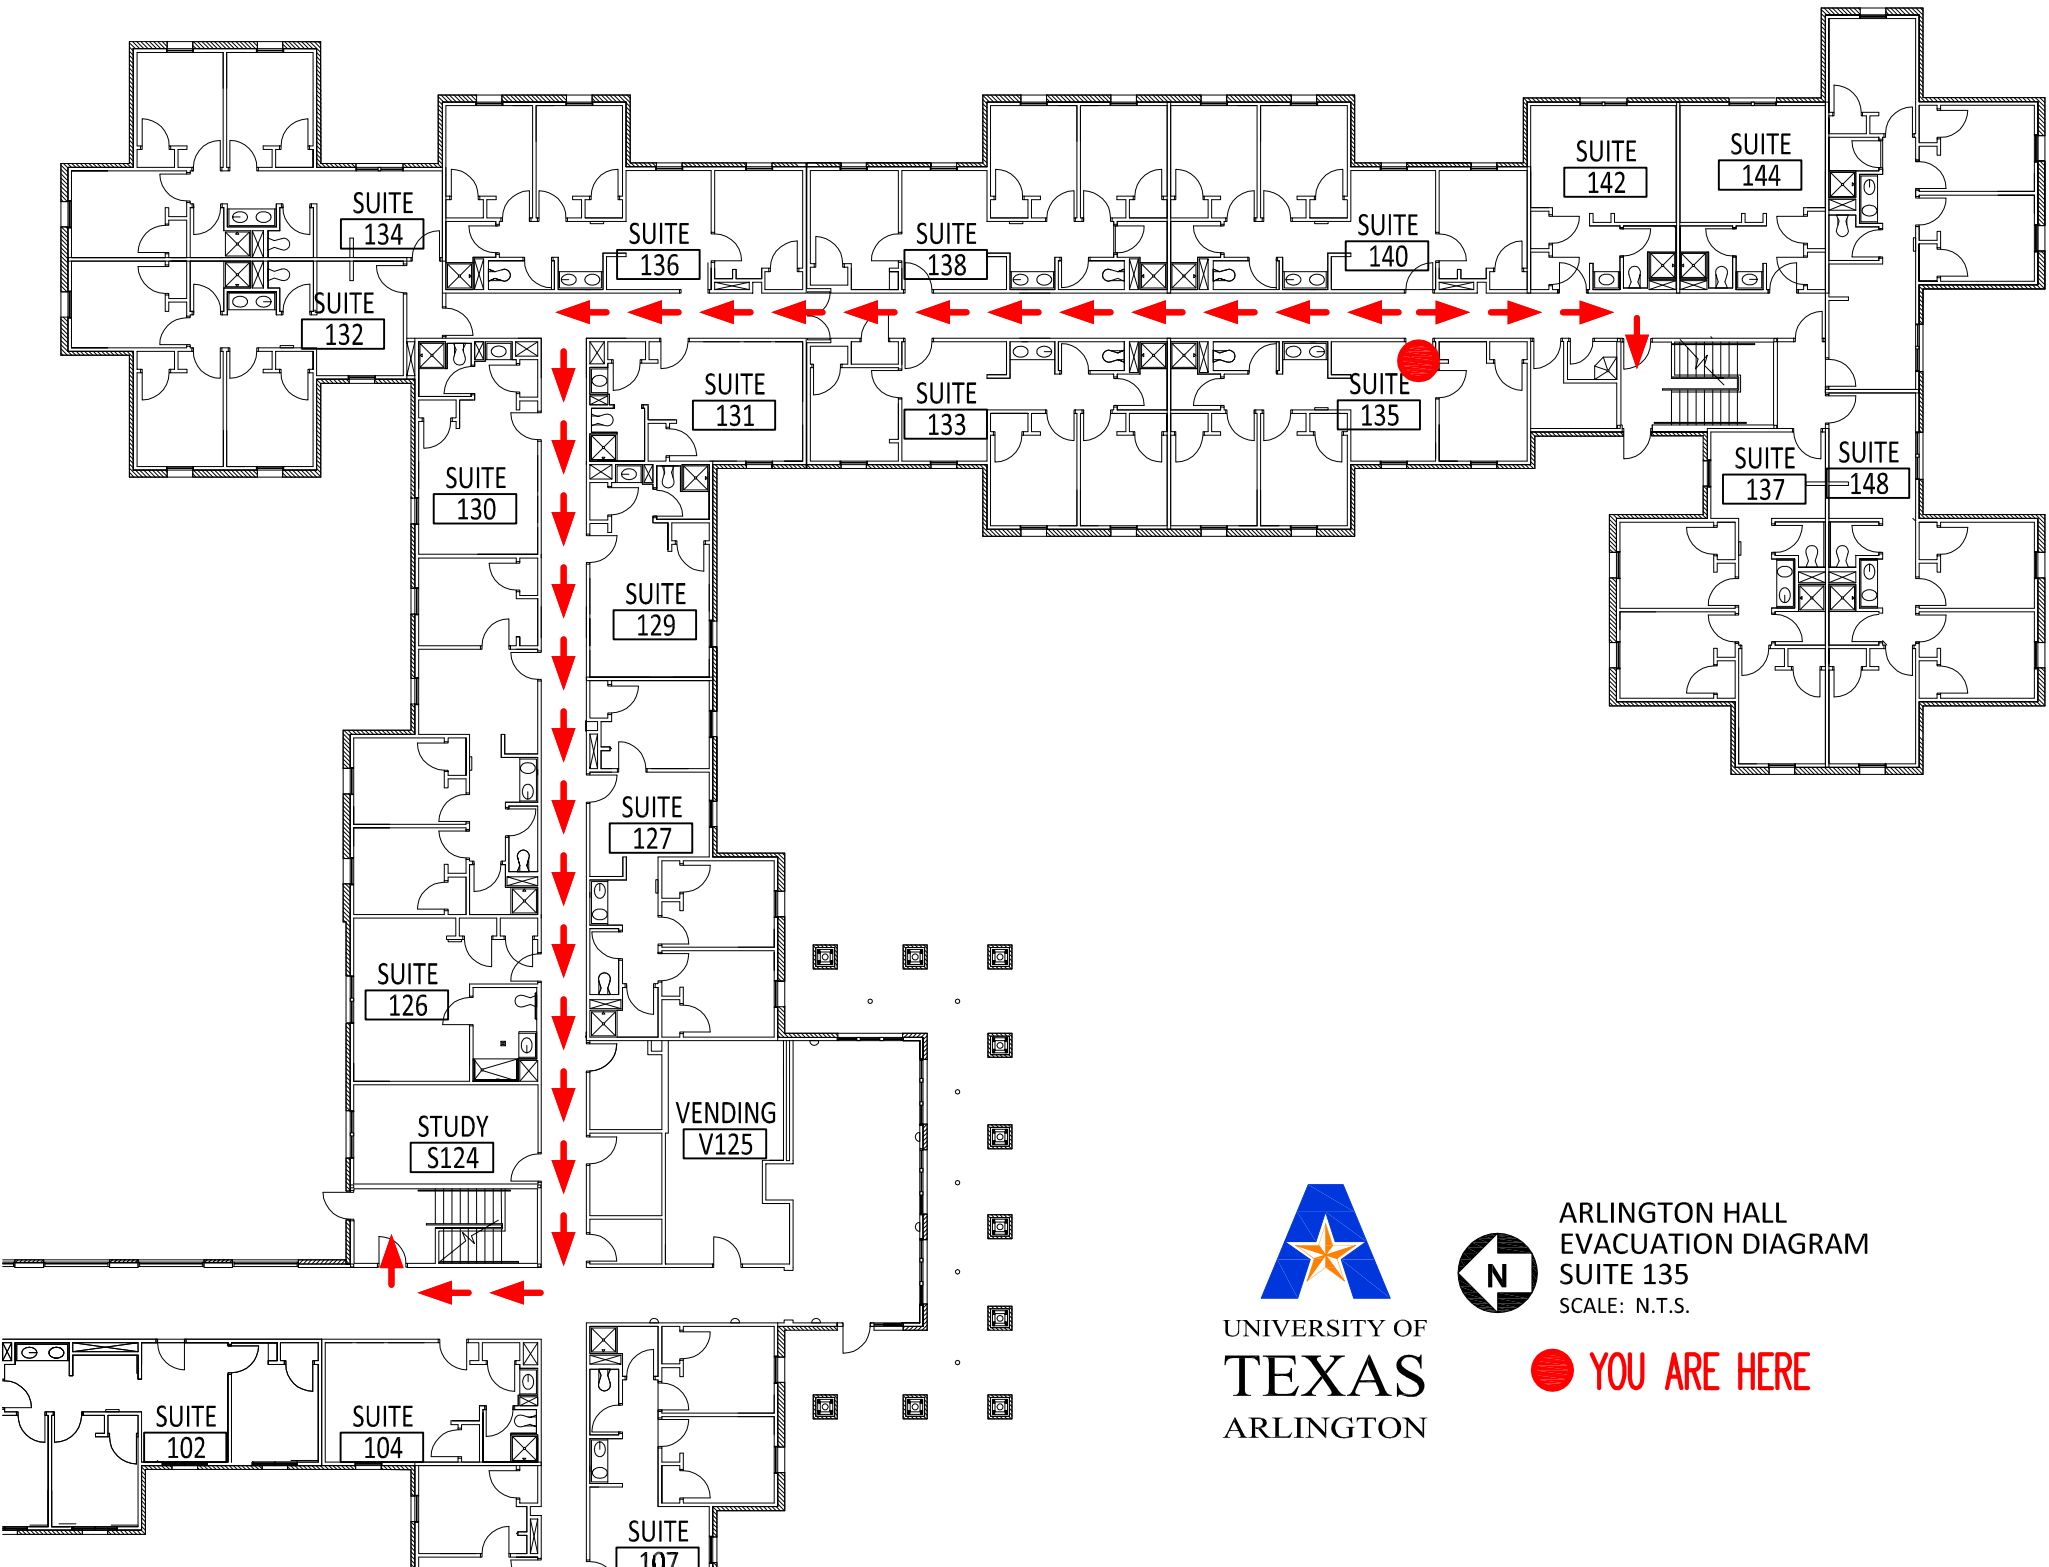 SUITE
134
SUITE
132
SUITE
136
SUITE
138
SUITE
140
SUITE
142
SUITE
144
SUITE
131
SUITE
133
SUITE
135
SUITE
137
SUITE
148
SUITE
130
SUITE
129
SUITE
127
SUITE
126
STUDY
S124
VENDING
V125
SUITE
102
SUITE
104
SUITE
107
UNIVERSITY OF
TEXAS
ARLINGTON
N
ARLINGTON HALL
EVACUATION DIAGRAM
SUITE 135
SCALE: N.T.S.
YOU ARE HERE